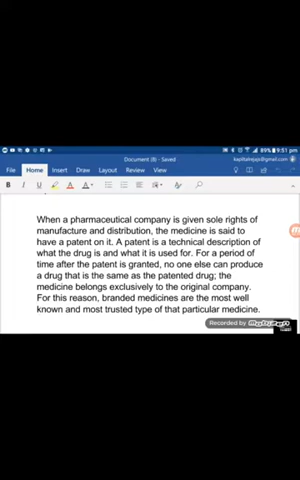 89% 9:51 pm
Document (8) - Saved
File Home Insert Draw Layout Review View
B I U A A
When a pharmaceutical company is given sole rights of
manufacture and distribution, the medicine is said to
have a patent on it. A patent is a technical description of
what the drug is and what it is used for. For a period of
time after the patent is granted, no one else can produce
a drug that is the same as the patented drug; the
medicine belongs exclusively to the original company.
For this reason, branded medicines are the most well
known and most trusted type of that particular medicine.
Recorded by